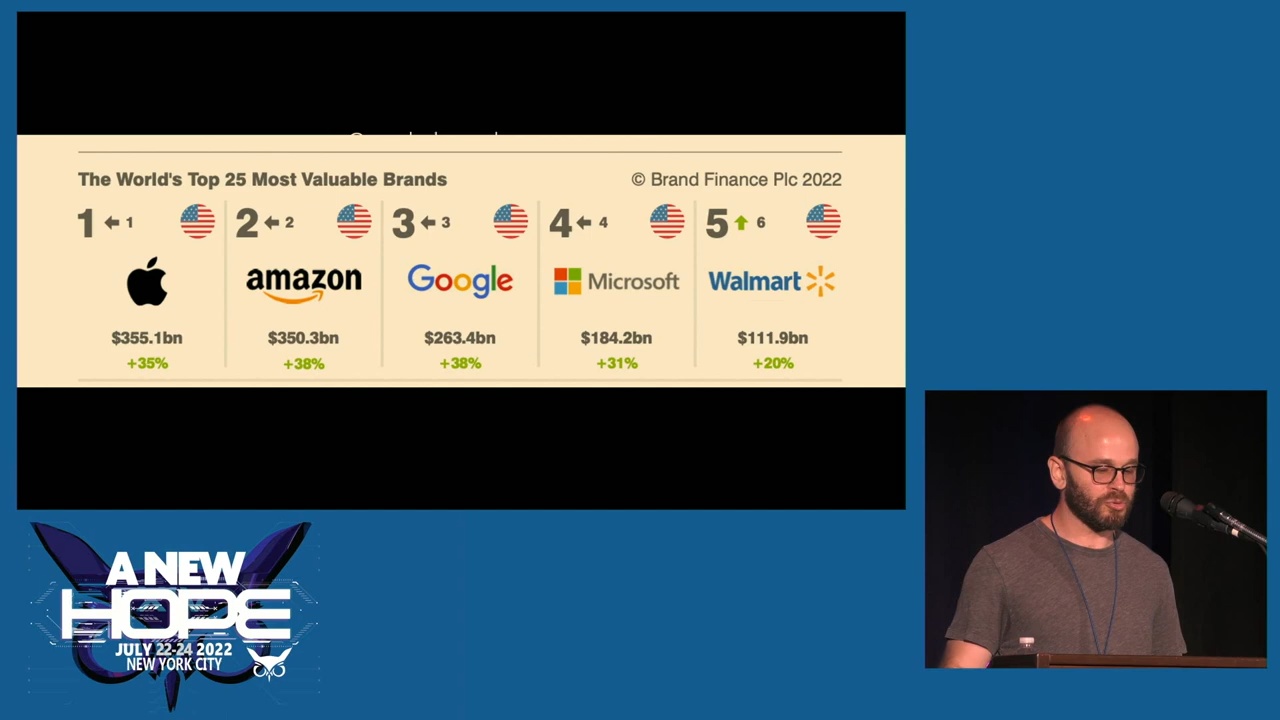 The World's Top 25 Most Valuable Brands
© Brand Finance Plc 2022
1 ← 1
2 ← 2
3 ← 3
4 ← 4
5 ↑ 6
amazon
Google
Microsoft
Walmart
$355.1bn
$350.3bn
$263.4bn
$184.2bn
$111.9bn
+35%
+38%
+38%
+31%
+20%
A NEW
HOPE
JULY 22-24 2022
NEW YORK CITY